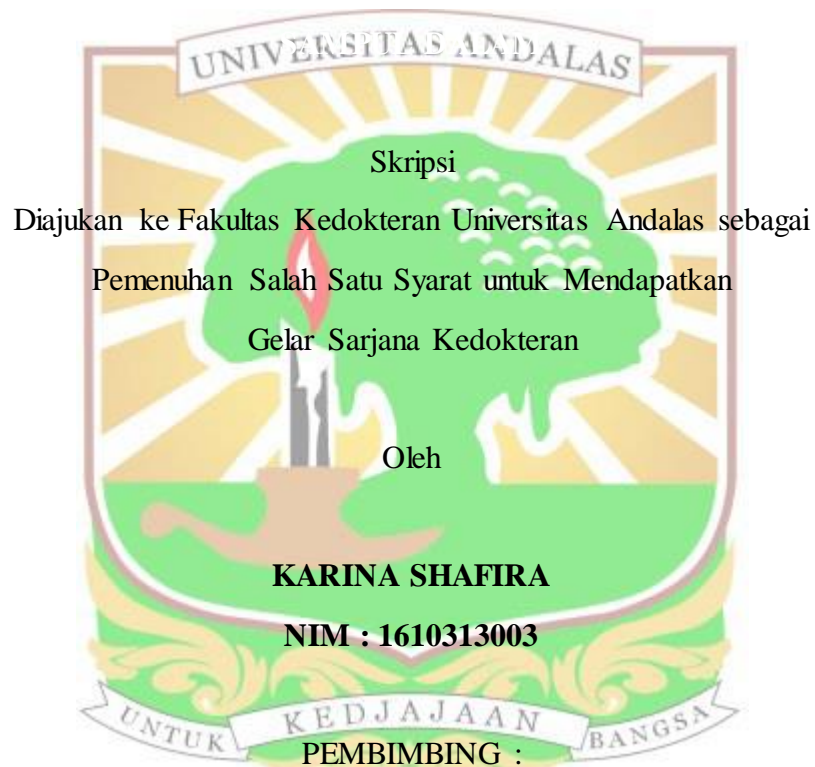 UNIVERSITAS ANDALAS
Skripsi
Diajukan ke Fakultas Kedokteran Universitas Andalas sebagai
Pemenuhan Salah Satu Syarat untuk Mendapatkan
Gelar Sarjana Kedokteran
Oleh
KARINA SHAFIRA
NIM : 1610313003
UNTUK KEDJAJAAN BANGSA
PEMBIMBING :